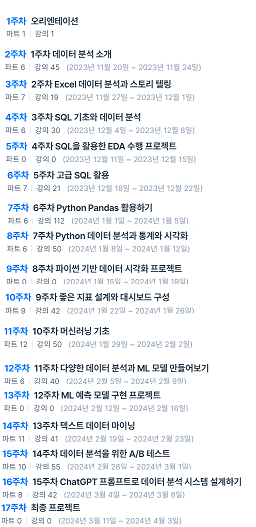 1주차 오리엔테이션
파트 1 | 강의 1
2주차 1주차 데이터 분석 소개
파트 6 | 강의 45 (2023년 11월 20일 ~ 2023년 11월 24일)
3주차 2주차 Excel 데이터 분석과 스토리 텔링
파트 7 | 강의 19 (2023년 11월 27일 ~ 2023년 12월 1일)
4주차 3주차 SQL 기초와 데이터 분석
파트 6 | 강의 30 (2023년 12월 4일 ~ 2023년 12월 8일)
5주차 4주차 SQL을 활용한 EDA 수행 프로젝트
파트 0 | 강의 0 (2023년 12월 11일 ~ 2023년 12월 15일)
6주차 5주차 고급 SQL 활용
파트 7 | 강의 21 (2023년 12월 18일 ~ 2023년 12월 22일)
7주차 6주차 Python Pandas 활용하기
파트 6 | 강의 112 (2024년 1월 1일 ~ 2024년 1월 5일)
8주차 7주차 Python 데이터 분석과 통계와 시각화
파트 6 | 강의 50 (2024년 1월 8일 ~ 2024년 1월 12일)
9주차 8주차 파이썬 기반 데이터 시각화 프로젝트
파트 0 | 강의 0 (2024년 1월 15일 ~ 2024년 1월 19일)
10주차 9주차 좋은 지표 설계와 대시보드 구성
파트 9 | 강의 42 (2024년 1월 22일 ~ 2024년 1월 26일)
11주차 10주차 머신러닝 기초
파트 12 | 강의 50 (2024년 1월 29일 ~ 2024년 2월 2일)
12주차 11주차 다양한 데이터 분석과 ML 모델 만들어보기
파트 6 | 강의 40 (2024년 2월 5일 ~ 2024년 2월 9일)
13주차 12주차 ML 예측 모델 구현 프로젝트
파트 0 | 강의 0 (2024년 2월 12일 ~ 2024년 2월 16일)
14주차 13주차 텍스트 데이터 마이닝
파트 11 | 강의 41 (2024년 2월 19일 ~ 2024년 2월 23일)
15주차 14주차 데이터 분석을 위한 A/B 테스트
파트 10 | 강의 55 (2024년 2월 26일 ~ 2024년 3월 1일)
16주차 15주차 ChatGPT 프롬프트로 데이터 분석 시스템 설계하기
파트 8 | 강의 42 (2024년 3월 4일 ~ 2024년 3월 8일)
17주차 최종 프로젝트
파트 0 | 강의 0 (2024년 3월 11일 ~ 2024년 4월 3일)